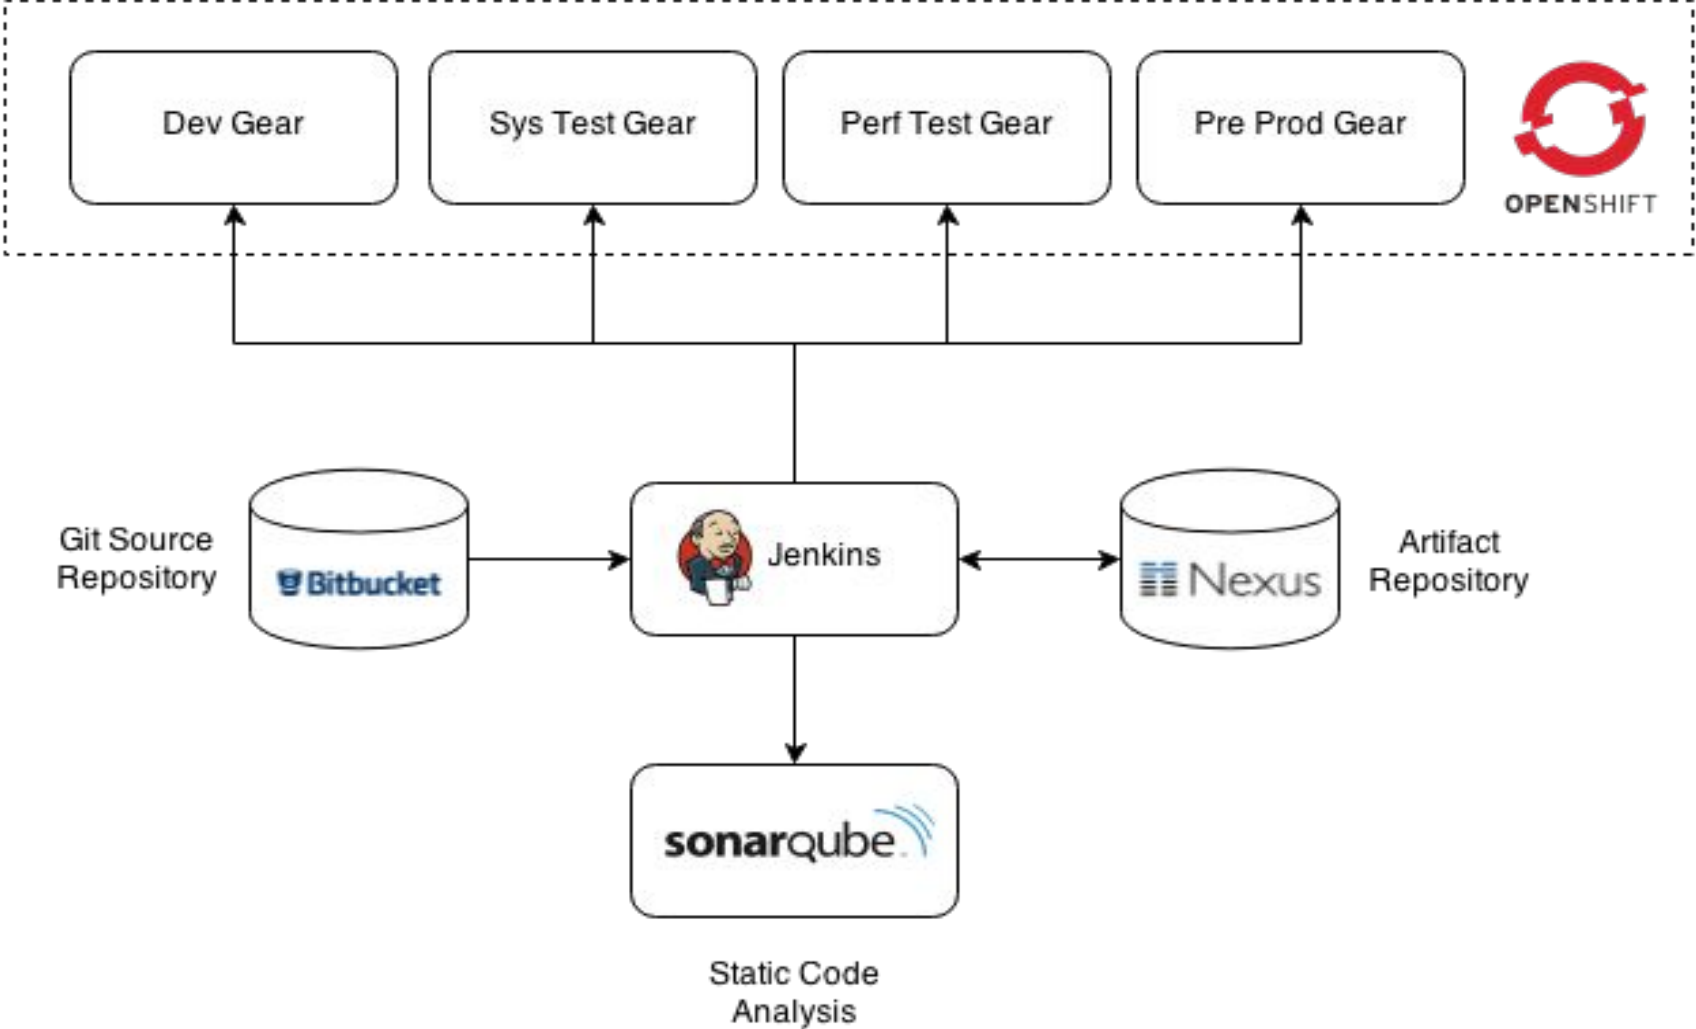 Dev Gear
Sys Test Gear
Perf Test Gear
Pre Prod Gear
OPENSHIFT
Git Source
Repository
Bitbucket
Jenkins
Nexus
Artifact
Repository
sonarqube
Static Code
Analysis